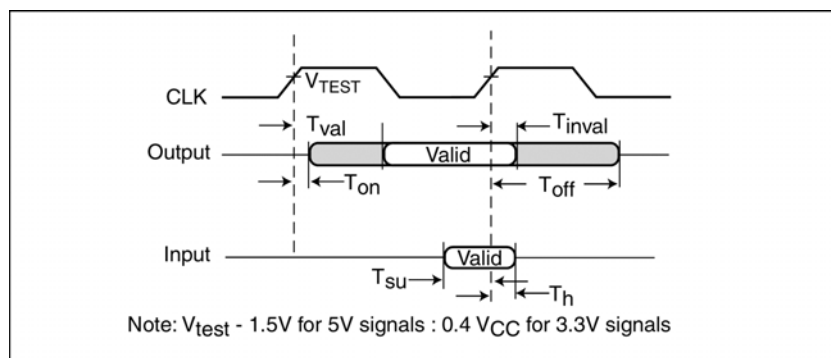 VTEST
CLK
Tval
Tinval
Output
Valid
Ton
Toff
Input
Valid
Tsu
Th
Note: Vtest - 1.5V for 5V signals : 0.4 VCC for 3.3V signals